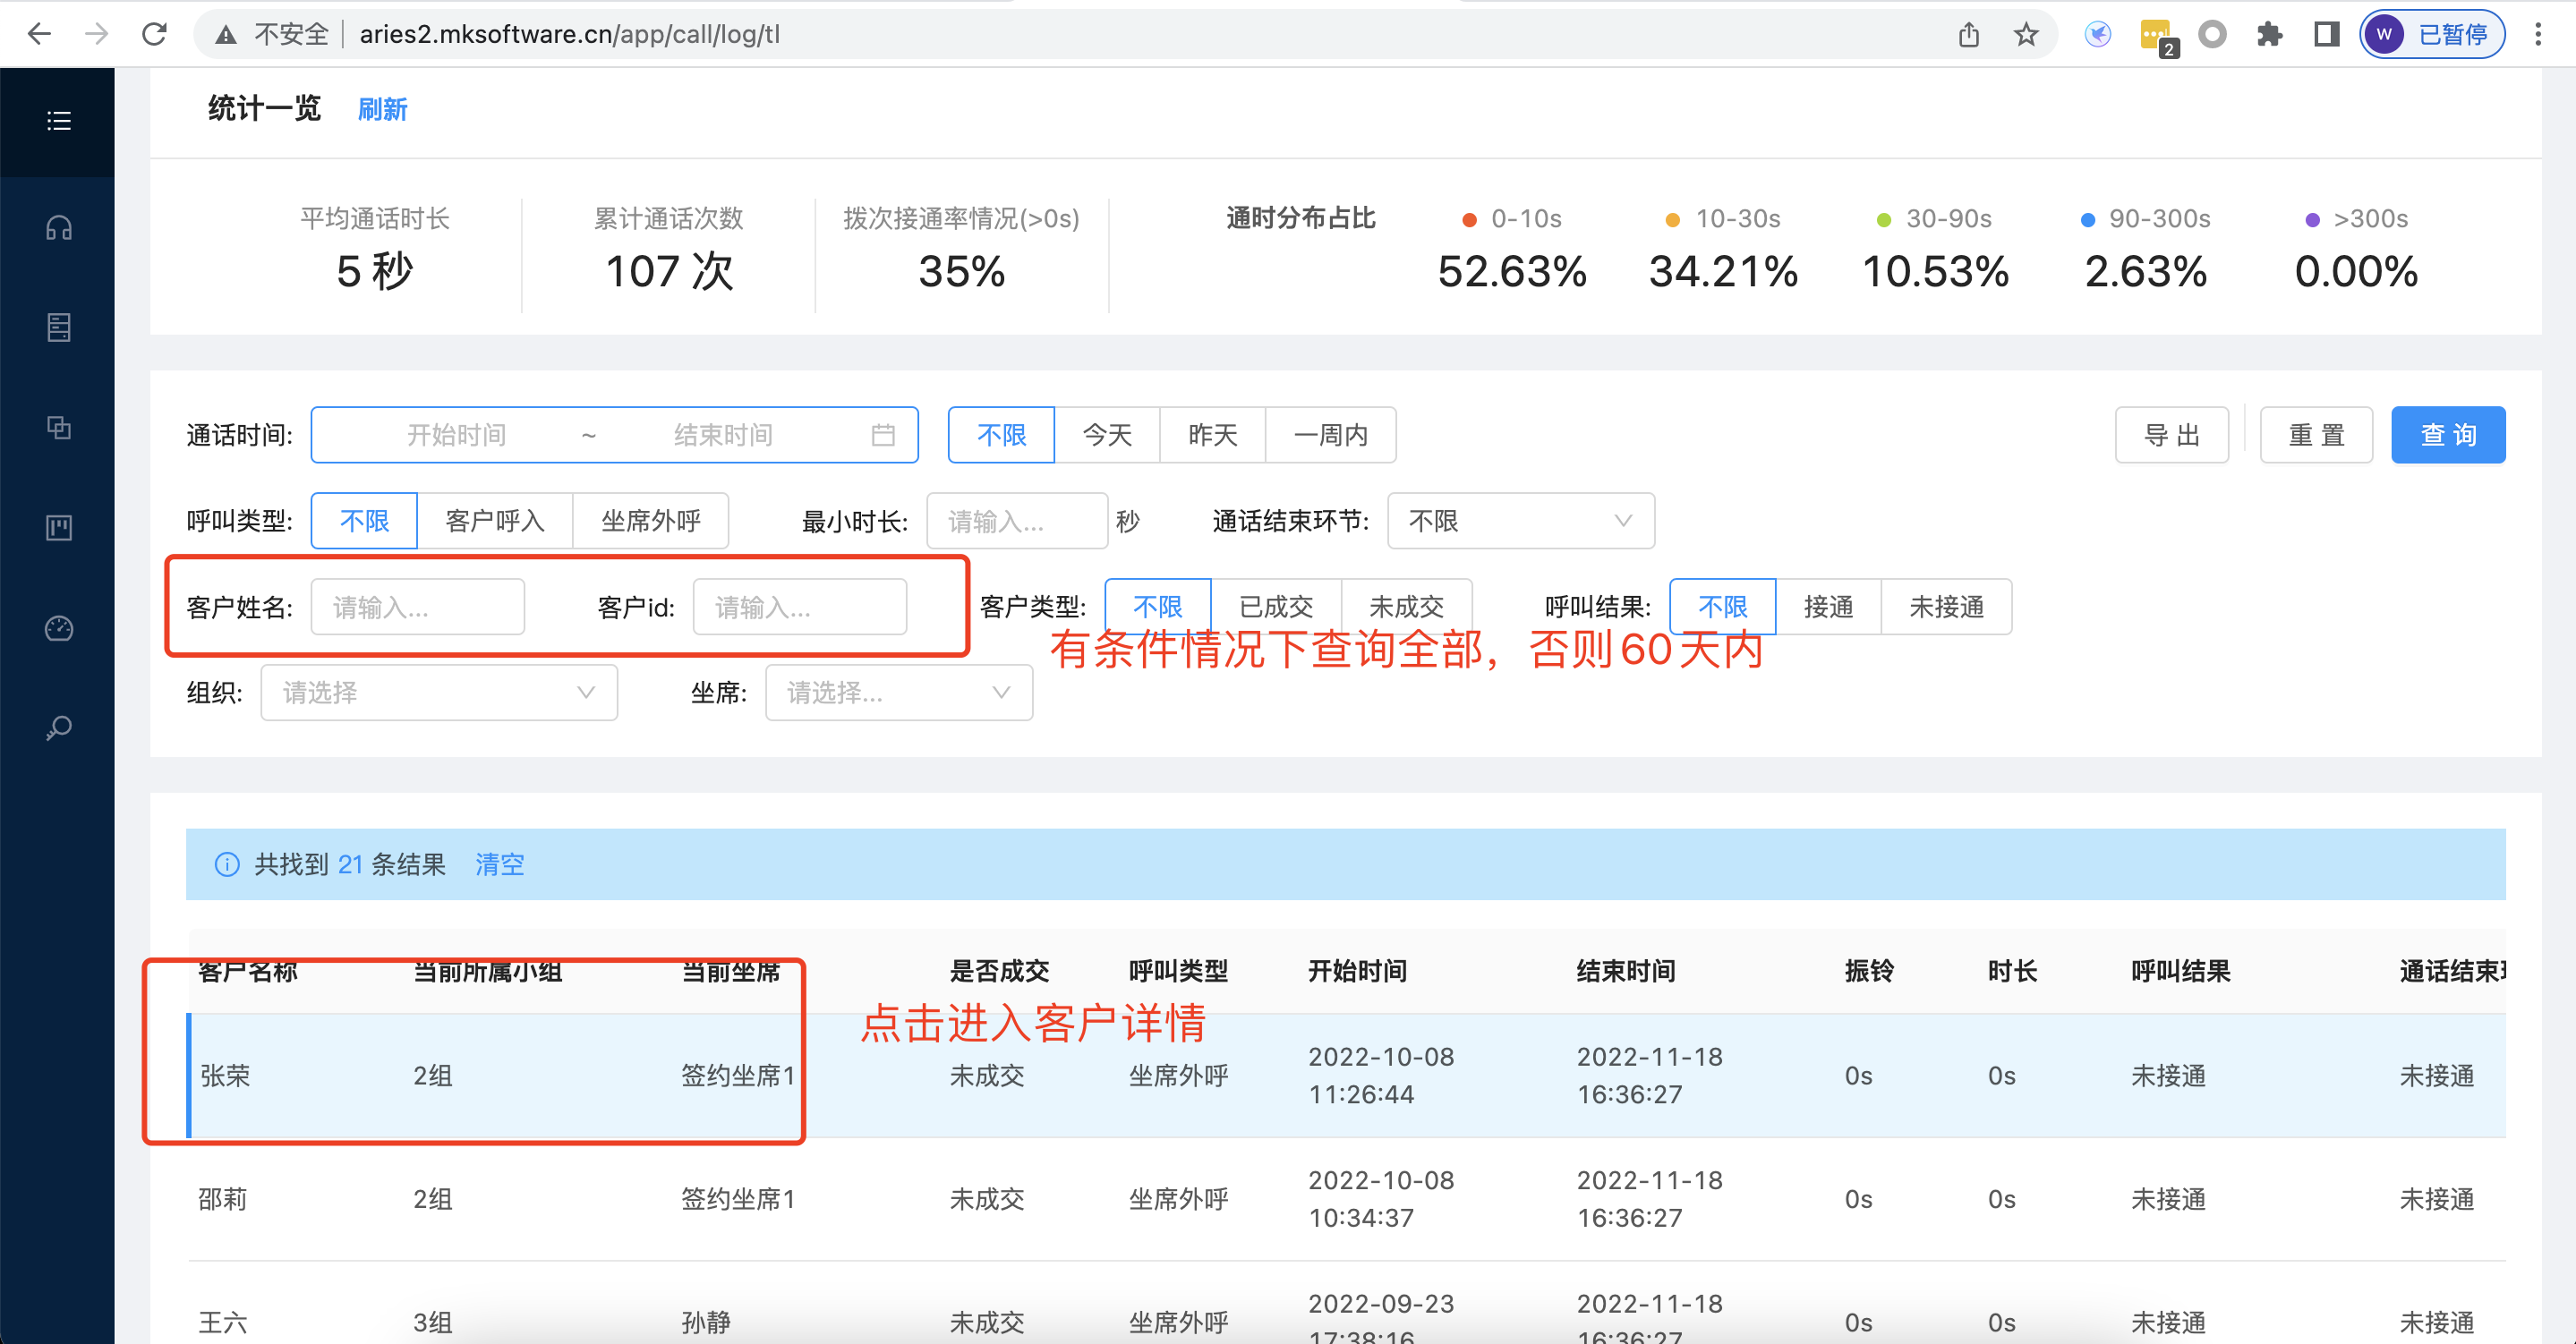 不安全 aries2.mksoftware.cn/app/call/log/tl 2 W 已暂停
统计一览 刷新
平均通话时长 累计通话次数 拨次接通率情况(>0s) 通时分布占比 0-10s 10-30s 30-90s 90-300s >300s
5 秒 107 次 35% 52.63% 34.21% 10.53% 2.63% 0.00%
通话时间: 开始时间 ~ 结束时间 不限 今天 昨天 一周内 导 出 重 置 查 询
呼叫类型: 不限 客户呼入 坐席外呼 最小时长: 请输入... 秒 通话结束环节: 不限
客户姓名: 请输入... 客户id: 请输入... 客户类型: 不限 已成交 未成交 呼叫结果: 不限 接通 未接通
有条件情况下查询全部，否则60天内
组织: 请选择 坐席: 请选择...
共找到 21 条结果 清空
客户名称 当前所属小组 当前坐席 是否成交 呼叫类型 开始时间 结束时间 振铃 时长 呼叫结果 通话结束
点击进入客户详情
张荣 2组 签约坐席1 未成交 坐席外呼 2022-10-08 11:26:44 2022-11-18 16:36:27 0s 0s 未接通 未接通
邵莉 2组 签约坐席1 未成交 坐席外呼 2022-10-08 10:34:37 2022-11-18 16:36:27 0s 0s 未接通 未接通
王六 3组 孙静 未成交 坐席外呼 2022-09-23 17:38:16 2022-11-18 16:36:27 0s 0s 未接通 未接通